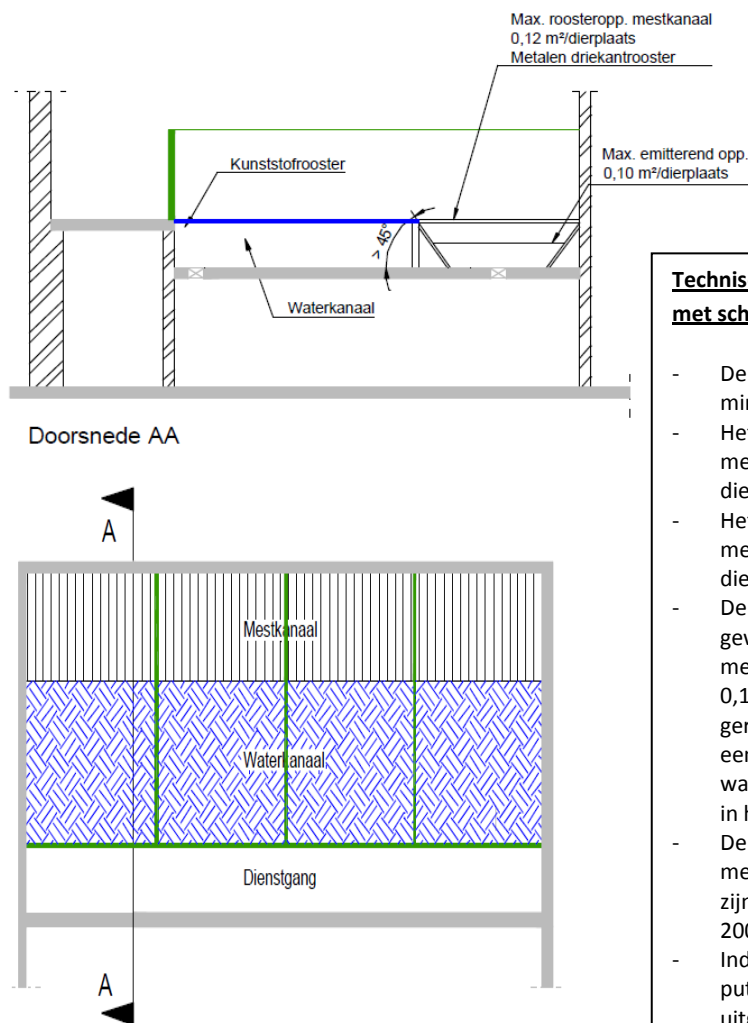 Max. roosteropp. mestkanaal
0,12 m²/dierplaats
Metalen driekantrooster
Max. emitterend opp.
0,10 m²/dierplaats
Kunststofrooster
> 45°
Waterkanaal
Doorsnede AA
A
Mestkanaal
Waterkanaal
Dienstgang
A
Technis
met sch
- De
min
- Het
me
die
- Het
me
die
- De
gev
me
0,1
ger
een
wa
in h
- De
me
zijn
200
- Ind
put
uitg